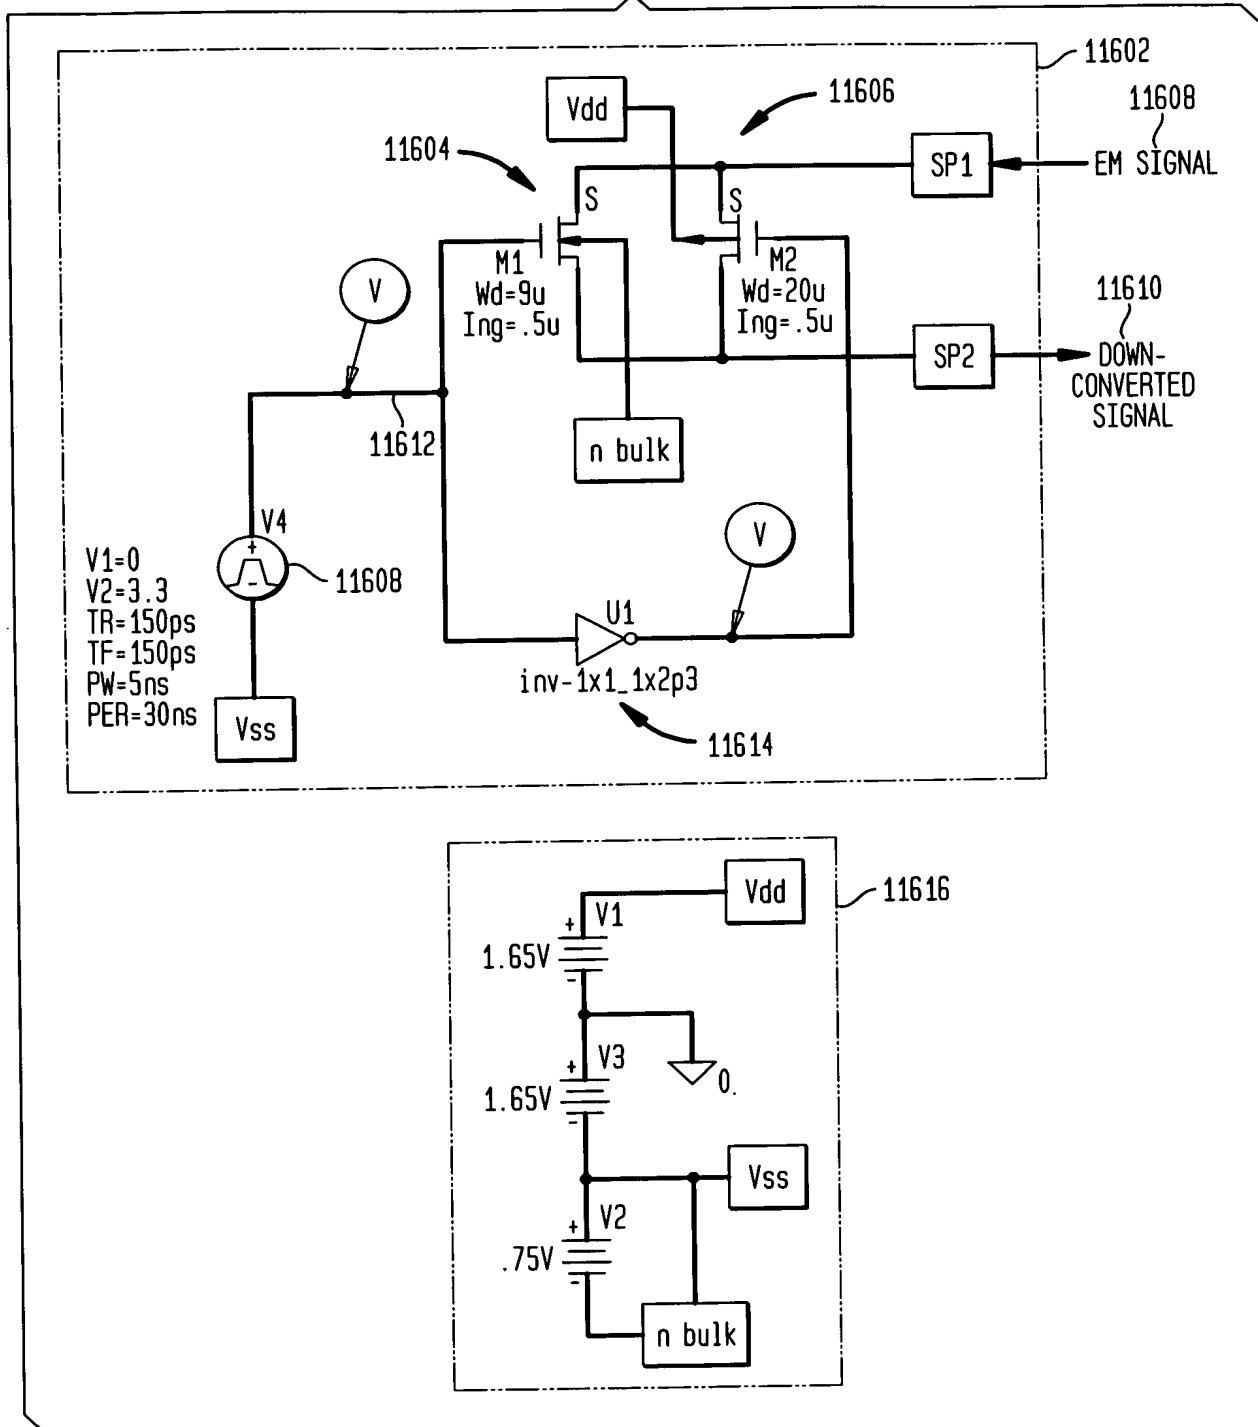 11602
11606
11608
Vdd
11604
SP1
EM SIGNAL
S
S
M1
Wd=9u
Ing=.5u
M2
Wd=20u
Ing=.5u
V
11610
SP2
DOWN-
CONVERTED
SIGNAL
11612
n bulk
V4
+
-
11608
V1=0
V2=3.3
TR=150ps
TF=150ps
PW=5ns
PER=30ns
Vss
V
U1
inv-1x1_1x2p3
11614
Vdd
11616
+
V1
1.65V
-
+
V3
1.65V
-
0.
Vss
+
V2
.75V
-
n bulk